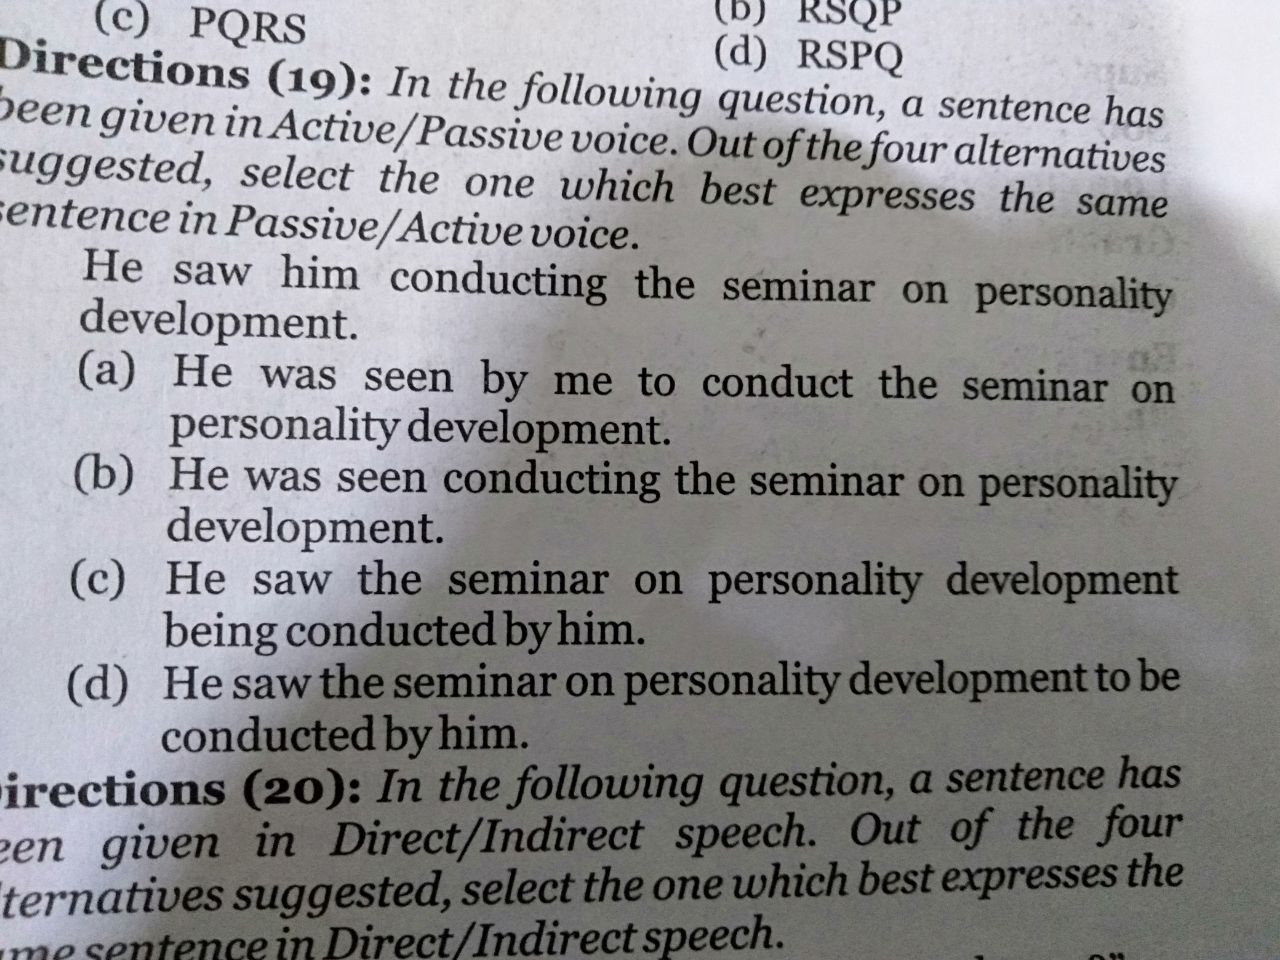 (c) PQRS
(b) RSQP
(d) RSPQ
Directions (19): In the following question, a sentence has
been given in Active/Passive voice. Out of the four alternatives
suggested, select the one which best expresses the same
sentence in Passive/Active voice.
He saw him conducting the seminar on personality
development.
(a) He was seen by me to conduct the seminar on
personality development.
(b) He was seen conducting the seminar on personality
development.
(c) He saw the seminar on personality development
being conducted by him.
(d) He saw the seminar on personality development to be
conducted by him.
irections (20): In the following question, a sentence has
een given in Direct/Indirect speech. Out of the four
ternatives suggested, select the one which best expresses the
me sentence in Direct/Indirect speech.